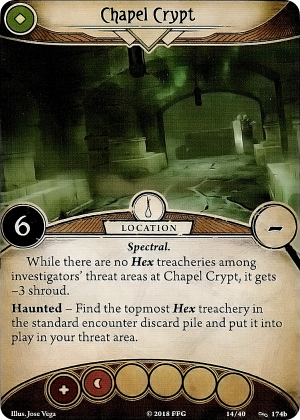 Chapel Crypt
6
LOCATION
–
Spectral.
While there are no Hex treacheries among
investigators' threat areas at Chapel Crypt, it gets
–3 shroud.
Haunted – Find the topmost Hex treachery in
the standard encounter discard pile and put it into
play in your threat area.
Illus. Jose Vega
© 2018 FFG
14/40
174b